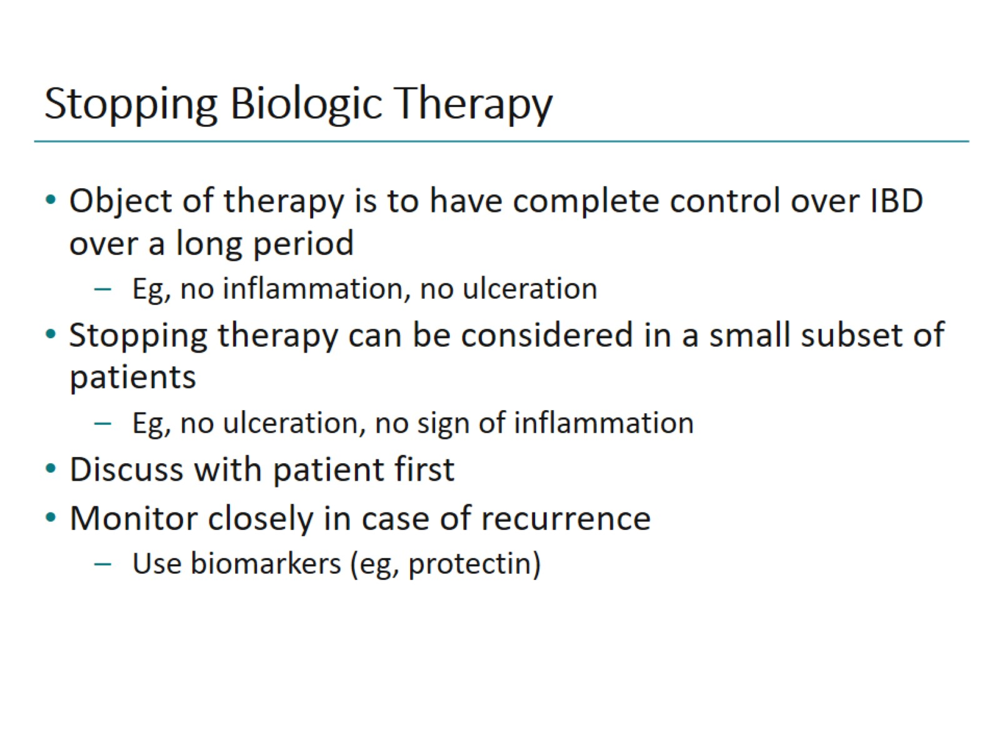 Stopping Biologic Therapy
• Object of therapy is to have complete control over IBD
over a long period
– Eg, no inflammation, no ulceration
• Stopping therapy can be considered in a small subset of
patients
– Eg, no ulceration, no sign of inflammation
• Discuss with patient first
• Monitor closely in case of recurrence
– Use biomarkers (eg, protectin)